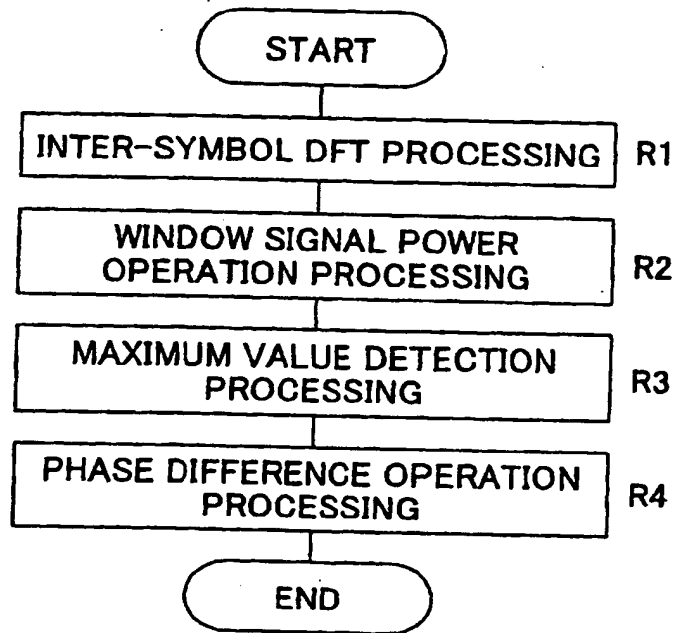 START
INTER-SYMBOL DFT PROCESSING R1
WINDOW SIGNAL POWER
OPERATION PROCESSING R2
MAXIMUM VALUE DETECTION
PROCESSING R3
PHASE DIFFERENCE OPERATION
PROCESSING R4
END